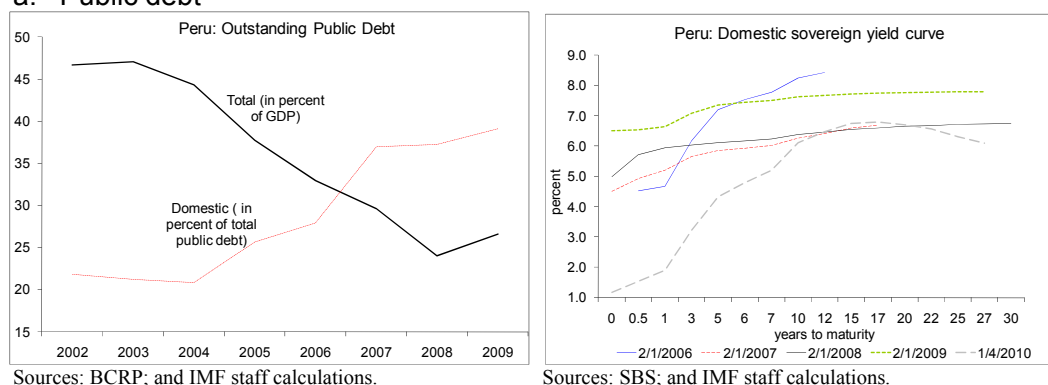 a. Public debt
Peru: Outstanding Public Debt
50
45
40
35
30
25
20
15
Total (in percent
of GDP)
Domestic ( in
percent of total
public debt)
2002 2003 2004 2005 2006 2007 2008 2009
Sources: BCRP; and IMF staff calculations.
Peru: Domestic sovereign yield curve
9.0
8.0
7.0
6.0
5.0
4.0
3.0
2.0
1.0
percent
0 0.5 1 3 5 6 7 10 12 15 17 20 22 25 27 30
years to maturity
2/1/2006 2/1/2007 2/1/2008 2/1/2009 1/4/2010
Sources: SBS; and IMF staff calculations.